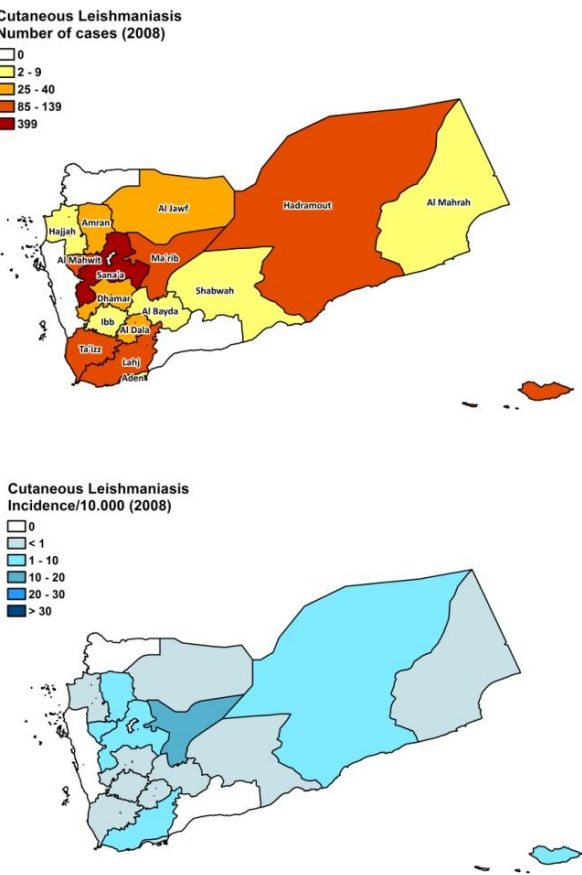 Cutaneous Leishmaniasis
Number of cases (2008)
0
2 - 9
25 - 40
85 - 139
399
Hadramout
Al Mahrah
Al Jawf
Amran
Hajjah
Al Mahwit
Ma'rib
Sana'a
Shabwah
Dhamar
Al Bayda
Ibb
Al Dala
Ta'izz
Lahj
Aden
Cutaneous Leishmaniasis
Incidence/10.000 (2008)
0
< 1
1 - 10
10 - 20
20 - 30
> 30